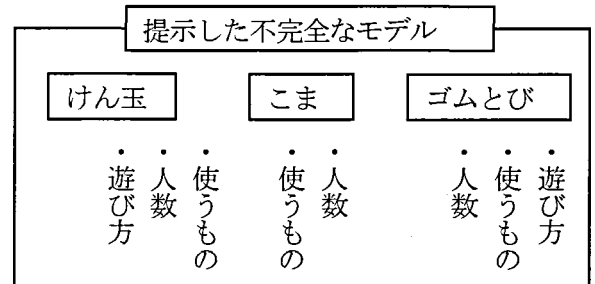 提示した不完全なモデル
けん玉
・使うもの
・人数
・遊び方
こま
・人数
・使うもの
ゴムとび
・遊び方
・使うもの
・人数